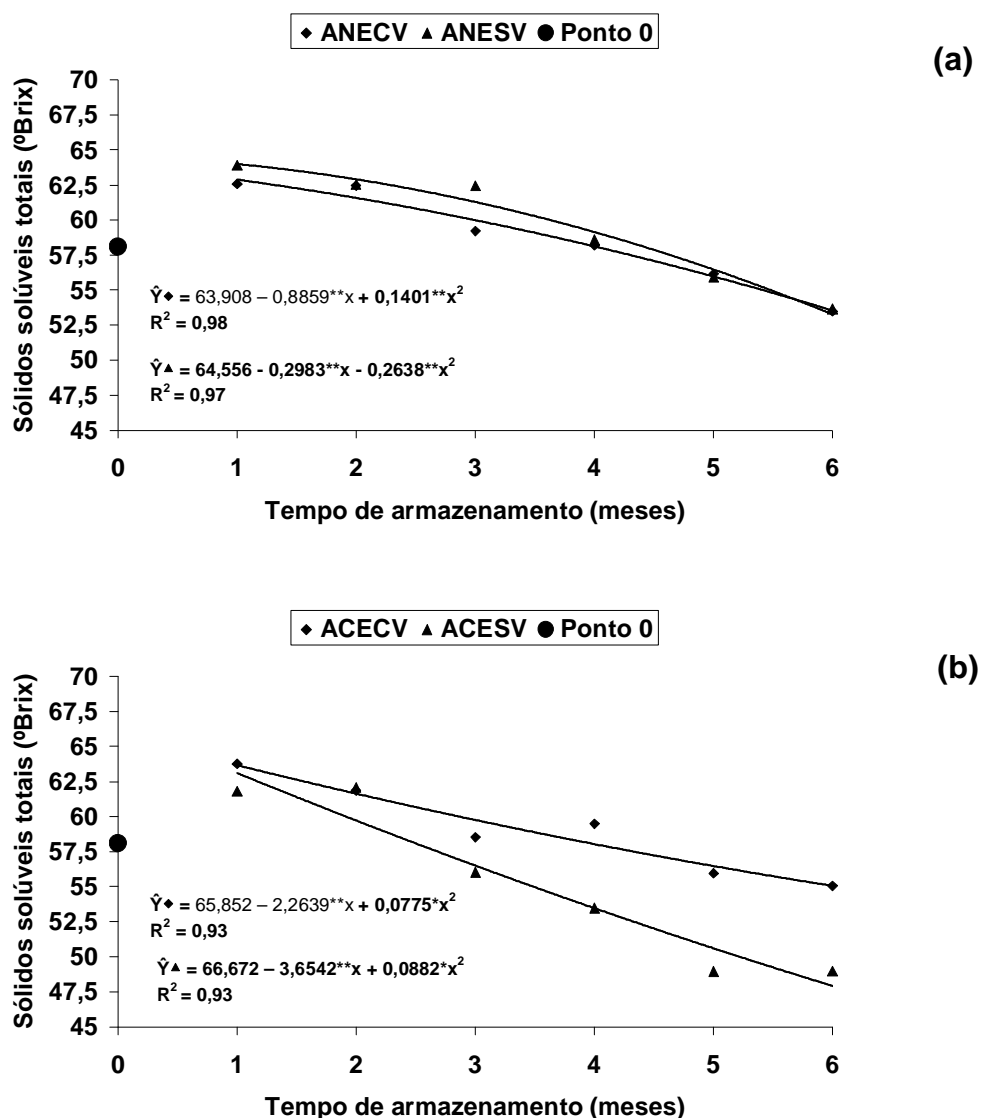 ♦ ANECV ▲ ANESV ● Ponto 0
(a)
Sólidos solúveis totais (ºBrix)
70
67,5
65
62,5
60
57,5
55
52,5
50
47,5
45
Ŷ♦ = 63,908 – 0,8859**x + 0,1401**x²
R² = 0,98
Ŷ▲ = 64,556 - 0,2983**x - 0,2638**x²
R² = 0,97
0 1 2 3 4 5 6
Tempo de armazenamento (meses)
♦ ACECV ▲ ACESV ● Ponto 0
(b)
Sólidos solúveis totais (ºBrix)
70
67,5
65
62,5
60
57,5
55
52,5
50
47,5
45
Ŷ♦ = 65,852 – 2,2639**x + 0,0775*x²
R² = 0,93
Ŷ▲ = 66,672 – 3,6542**x + 0,0882*x²
R² = 0,93
0 1 2 3 4 5 6
Tempo de armazenamento (meses)